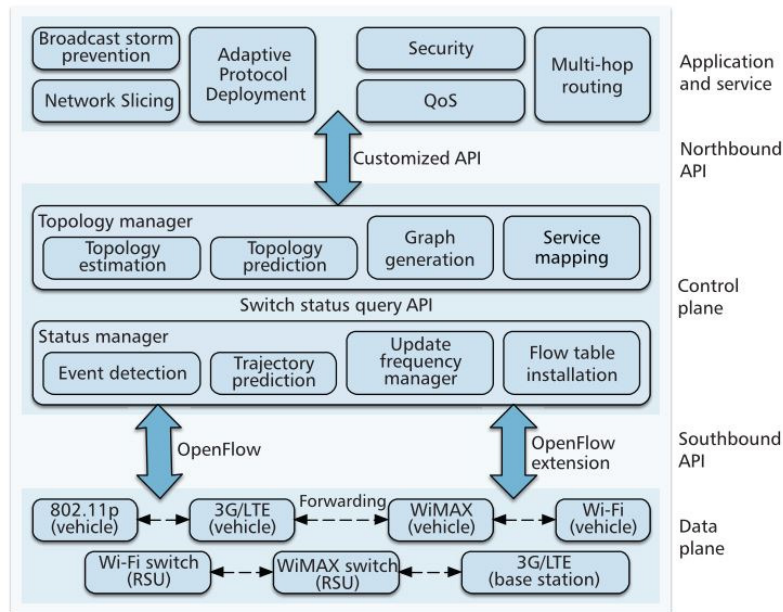 Broadcast storm
prevention
Network Slicing
Adaptive
Protocol
Deployment
Security
QoS
Multi-hop
routing
Application
and service
Customized API
Northbound
API
Topology manager
Topology
estimation
Topology
prediction
Graph
generation
Service
mapping
Switch status query API
Control
plane
Status manager
Event detection
Trajectory
prediction
Update
frequency
manager
Flow table
installation
OpenFlow
OpenFlow
extension
Southbound
API
802.11p
(vehicle)
3G/LTE
(vehicle)
Forwarding
WiMAX
(vehicle)
Wi-Fi
(vehicle)
Data
plane
Wi-Fi switch
(RSU)
WiMAX switch
(RSU)
3G/LTE
(base station)